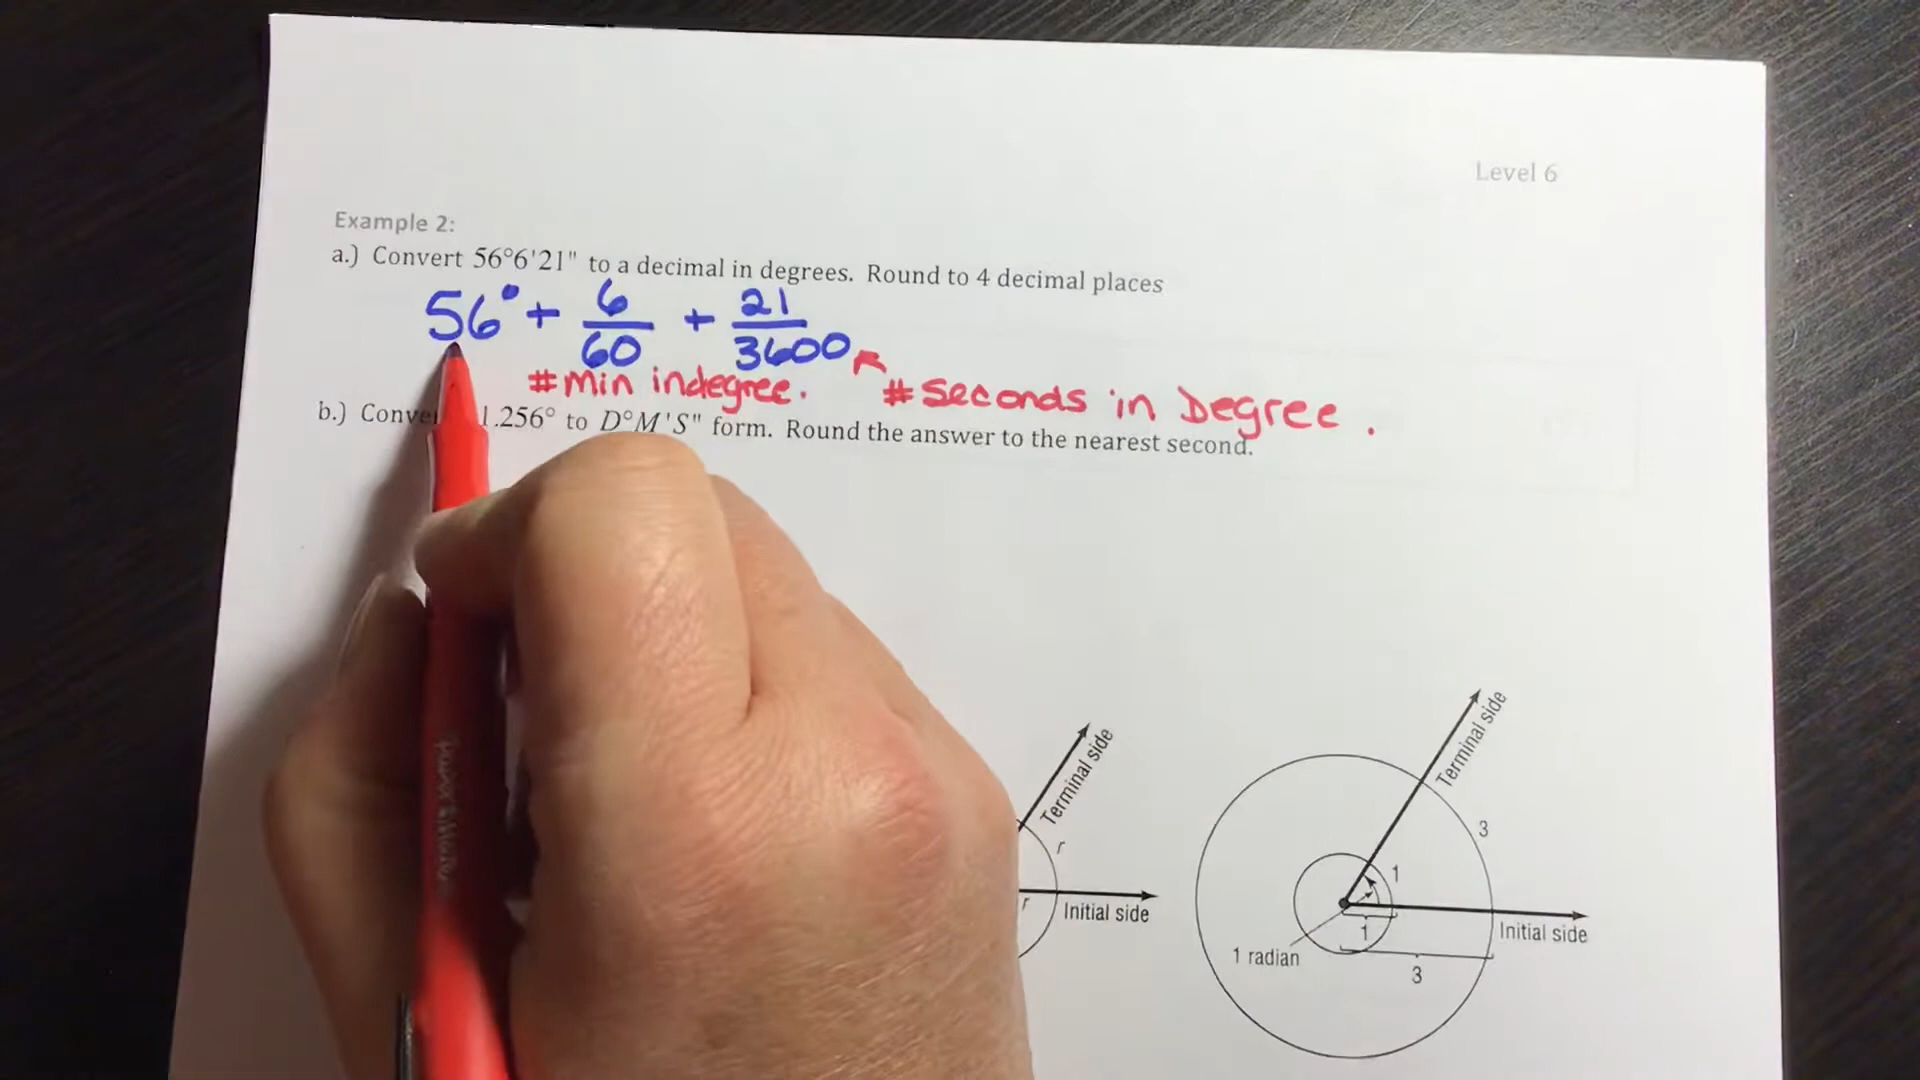 Level 6
Example 2:
a.) Convert 56°6'21" to a decimal in degrees. Round to 4 decimal places
56° + 6/60 + 21/3600
#min indegree. #Seconds in Degree.
b.) Conve 1.256° to D°M'S" form. Round the answer to the nearest second.
Terminal side
r
r
Initial side
Terminal side
3
1
1
Initial side
1 radian
3